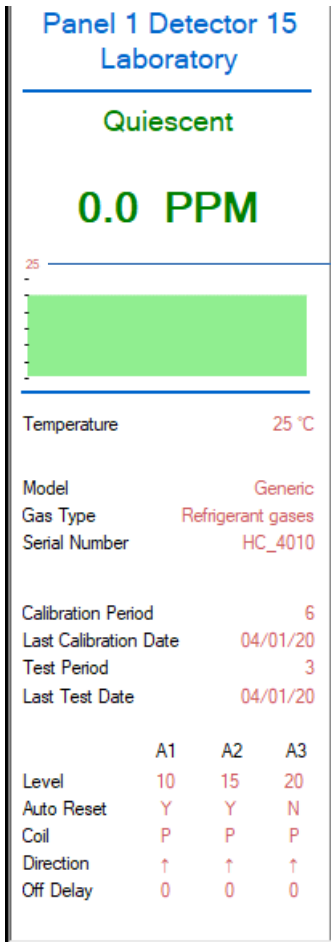 Panel 1 Detector 15
Laboratory
Quiescent
0.0 PPM
25
Temperature 25 °C
Model Generic
Gas Type Refrigerant gases
Serial Number HC_4010
Calibration Period 6
Last Calibration Date 04/01/20
Test Period 3
Last Test Date 04/01/20
A1 A2 A3
Level 10 15 20
Auto Reset Y Y N
Coil P P P
Direction ↑ ↑ ↑
Off Delay 0 0 0